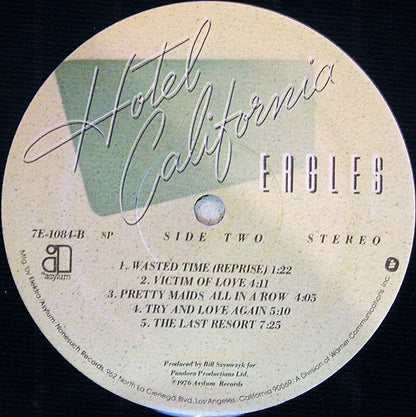 Hotel
California
EAGLES
7E-1084-B SP SIDE TWO STEREO
asylum
1. WASTED TIME (REPRISE) 1:22
2. VICTIM OF LOVE 4:11
3. PRETTY MAIDS ALL IN A ROW 4:05
4. TRY AND LOVE AGAIN 5:10
5. THE LAST RESORT 7:25
Produced by Bill Szymczyk for
Pandora Productions Ltd.
©1976 Asylum Records
Mfg. by Elektra/Asylum/Nonesuch Records, 962 North La Cienega Blvd., Los Angeles, California 90069. A Division of Warner Communications Inc.